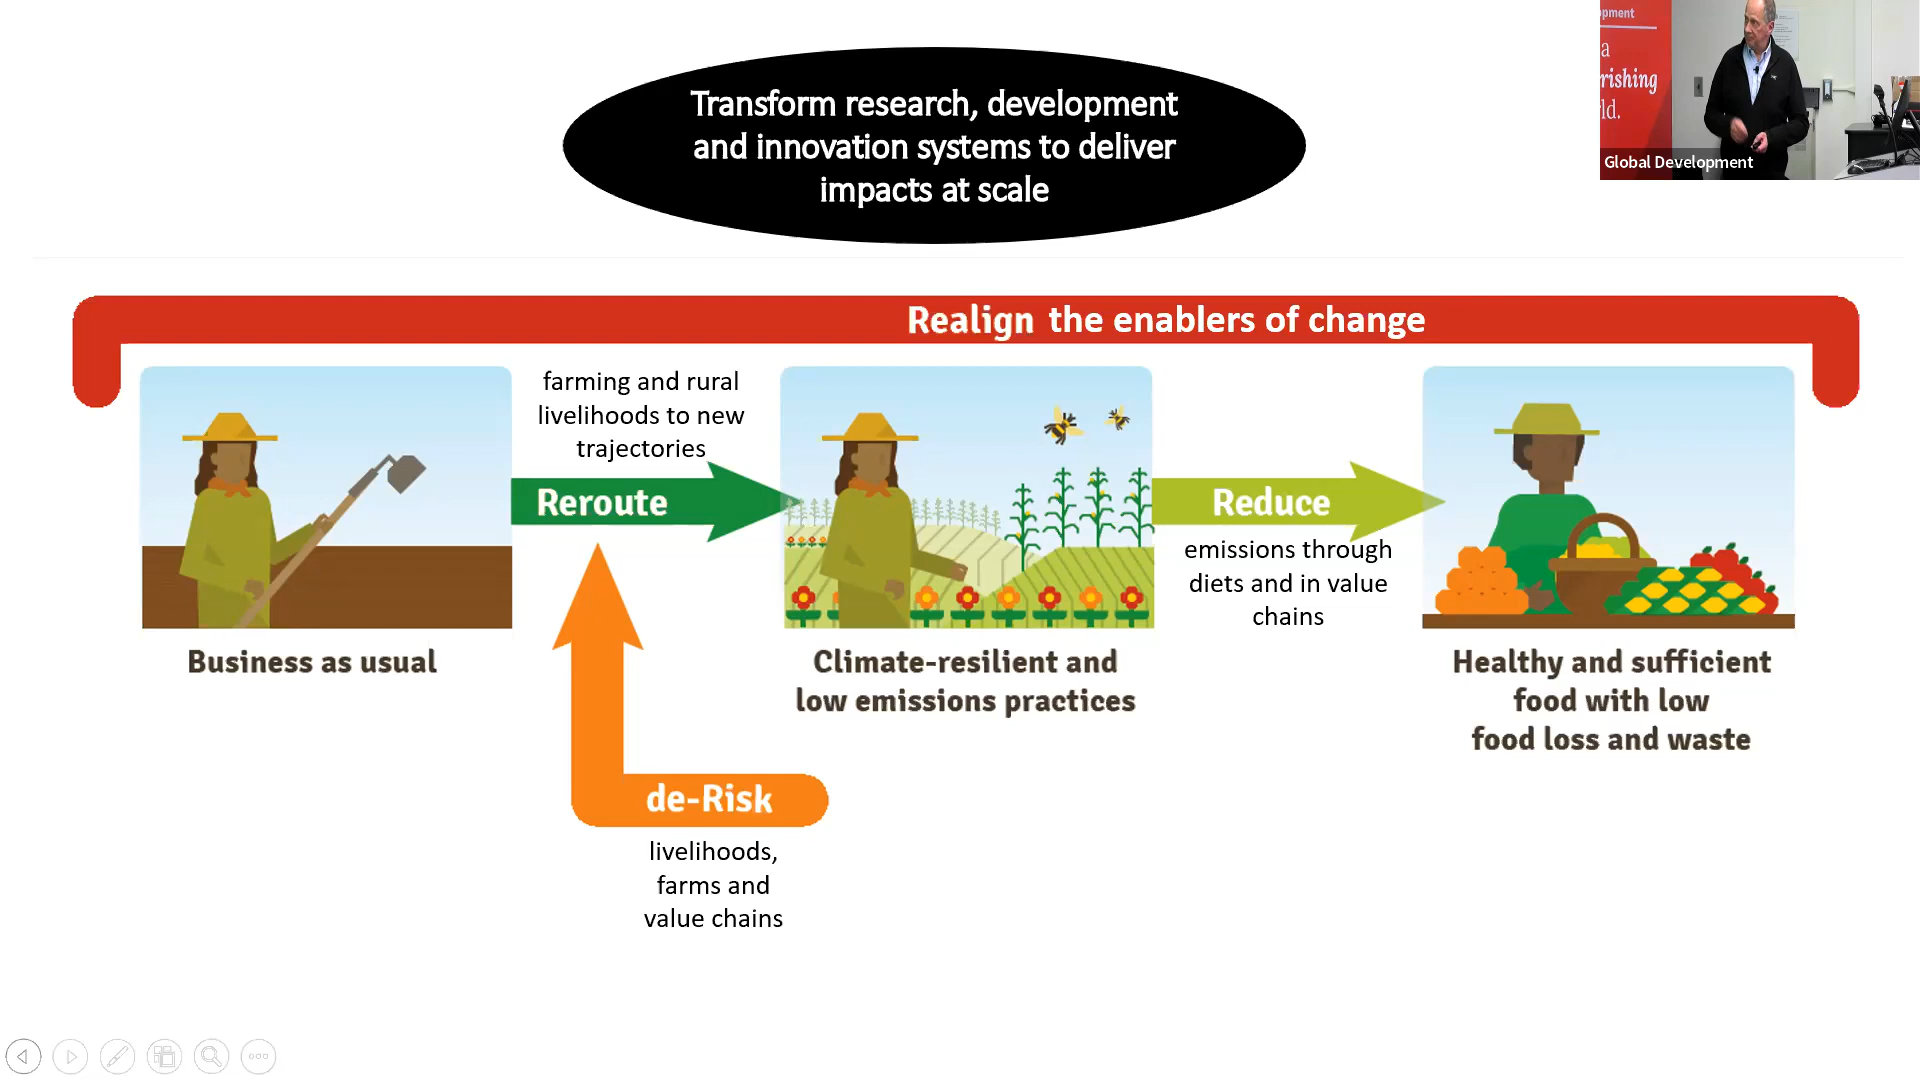 Transform research, development
and innovation systems to deliver
impacts at scale
opment
a
rishing
ld.
Global Development
Realign the enablers of change
farming and rural
livelihoods to new
trajectories
Reroute
Reduce
emissions through
diets and in value
chains
Business as usual
Climate-resilient and
low emissions practices
Healthy and sufficient
food with low
food loss and waste
de-Risk
livelihoods,
farms and
value chains